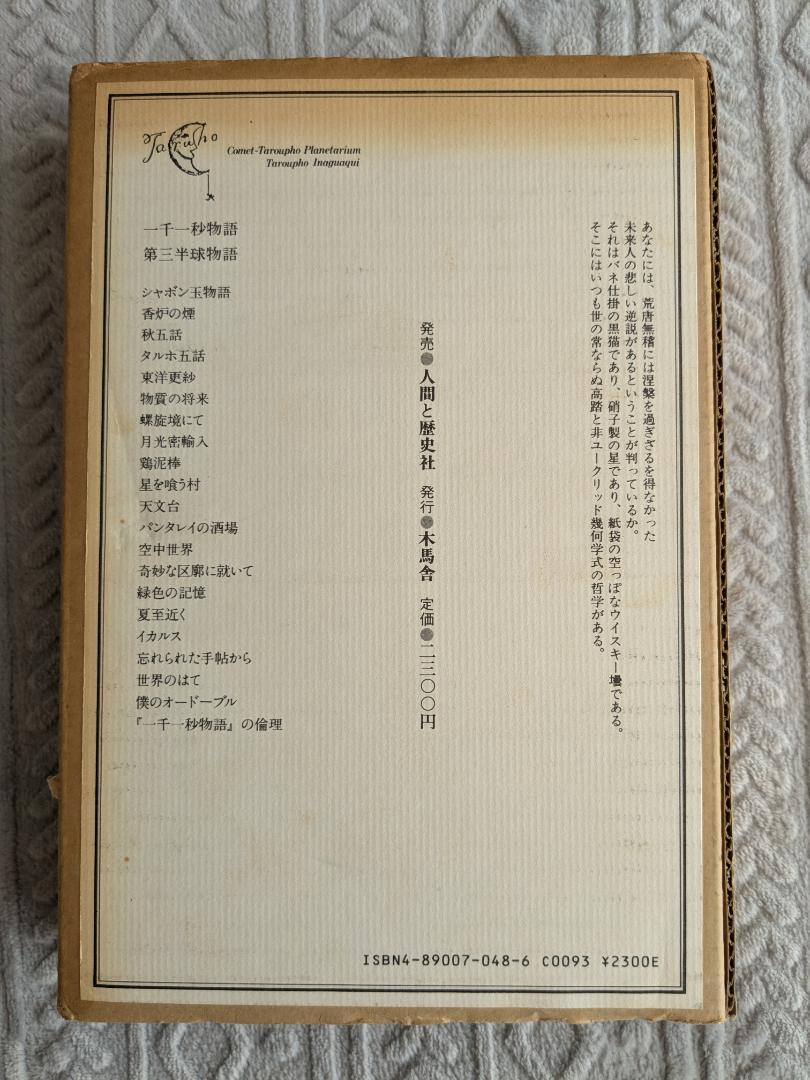 Tarupho
Comet-Taroupho Planetarium
Taroupho Inaguaqui
一千一秒物語
第三半球物語
シャボン玉物語
香炉の煙
秋五話
タルホ五話
東洋更紗
物質の将来
螺旋境にて
月光密輸入
鶏泥棒
星を喰う村
天文台
パンタレイの酒場
空中世界
奇妙な区廓に就いて
緑色の記憶
夏至近く
イカルス
忘れられた手帖から
世界のはて
僕のオードーブル
『一千一秒物語』の倫理
あなたには、荒唐無稽には涅槃を過ぎざるを得なかった
未来人の悲しい逆説があるということが判っているか。
それはバネ仕掛の黒猫であり、硝子製の星であり、紙袋の空っぽなウイスキー壜である。
そこにはいつも世の常ならぬ高踏と非ユークリッド幾何学式の哲学がある。
発売●人間と歴史社 発行●木馬舎 定価●二三〇〇円
ISBN4-89007-048-6 C0093 ¥2300E